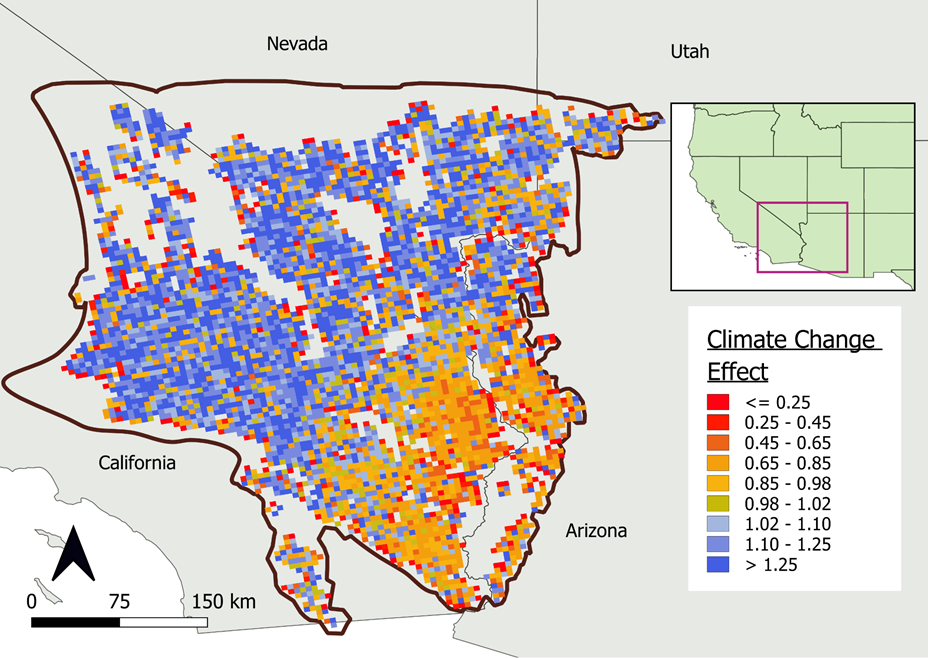 Nevada
Utah
California
Arizona
0 75 150 km
Climate Change
Effect
<= 0.25
0.25 - 0.45
0.45 - 0.65
0.65 - 0.85
0.85 - 0.98
0.98 - 1.02
1.02 - 1.10
1.10 - 1.25
> 1.25